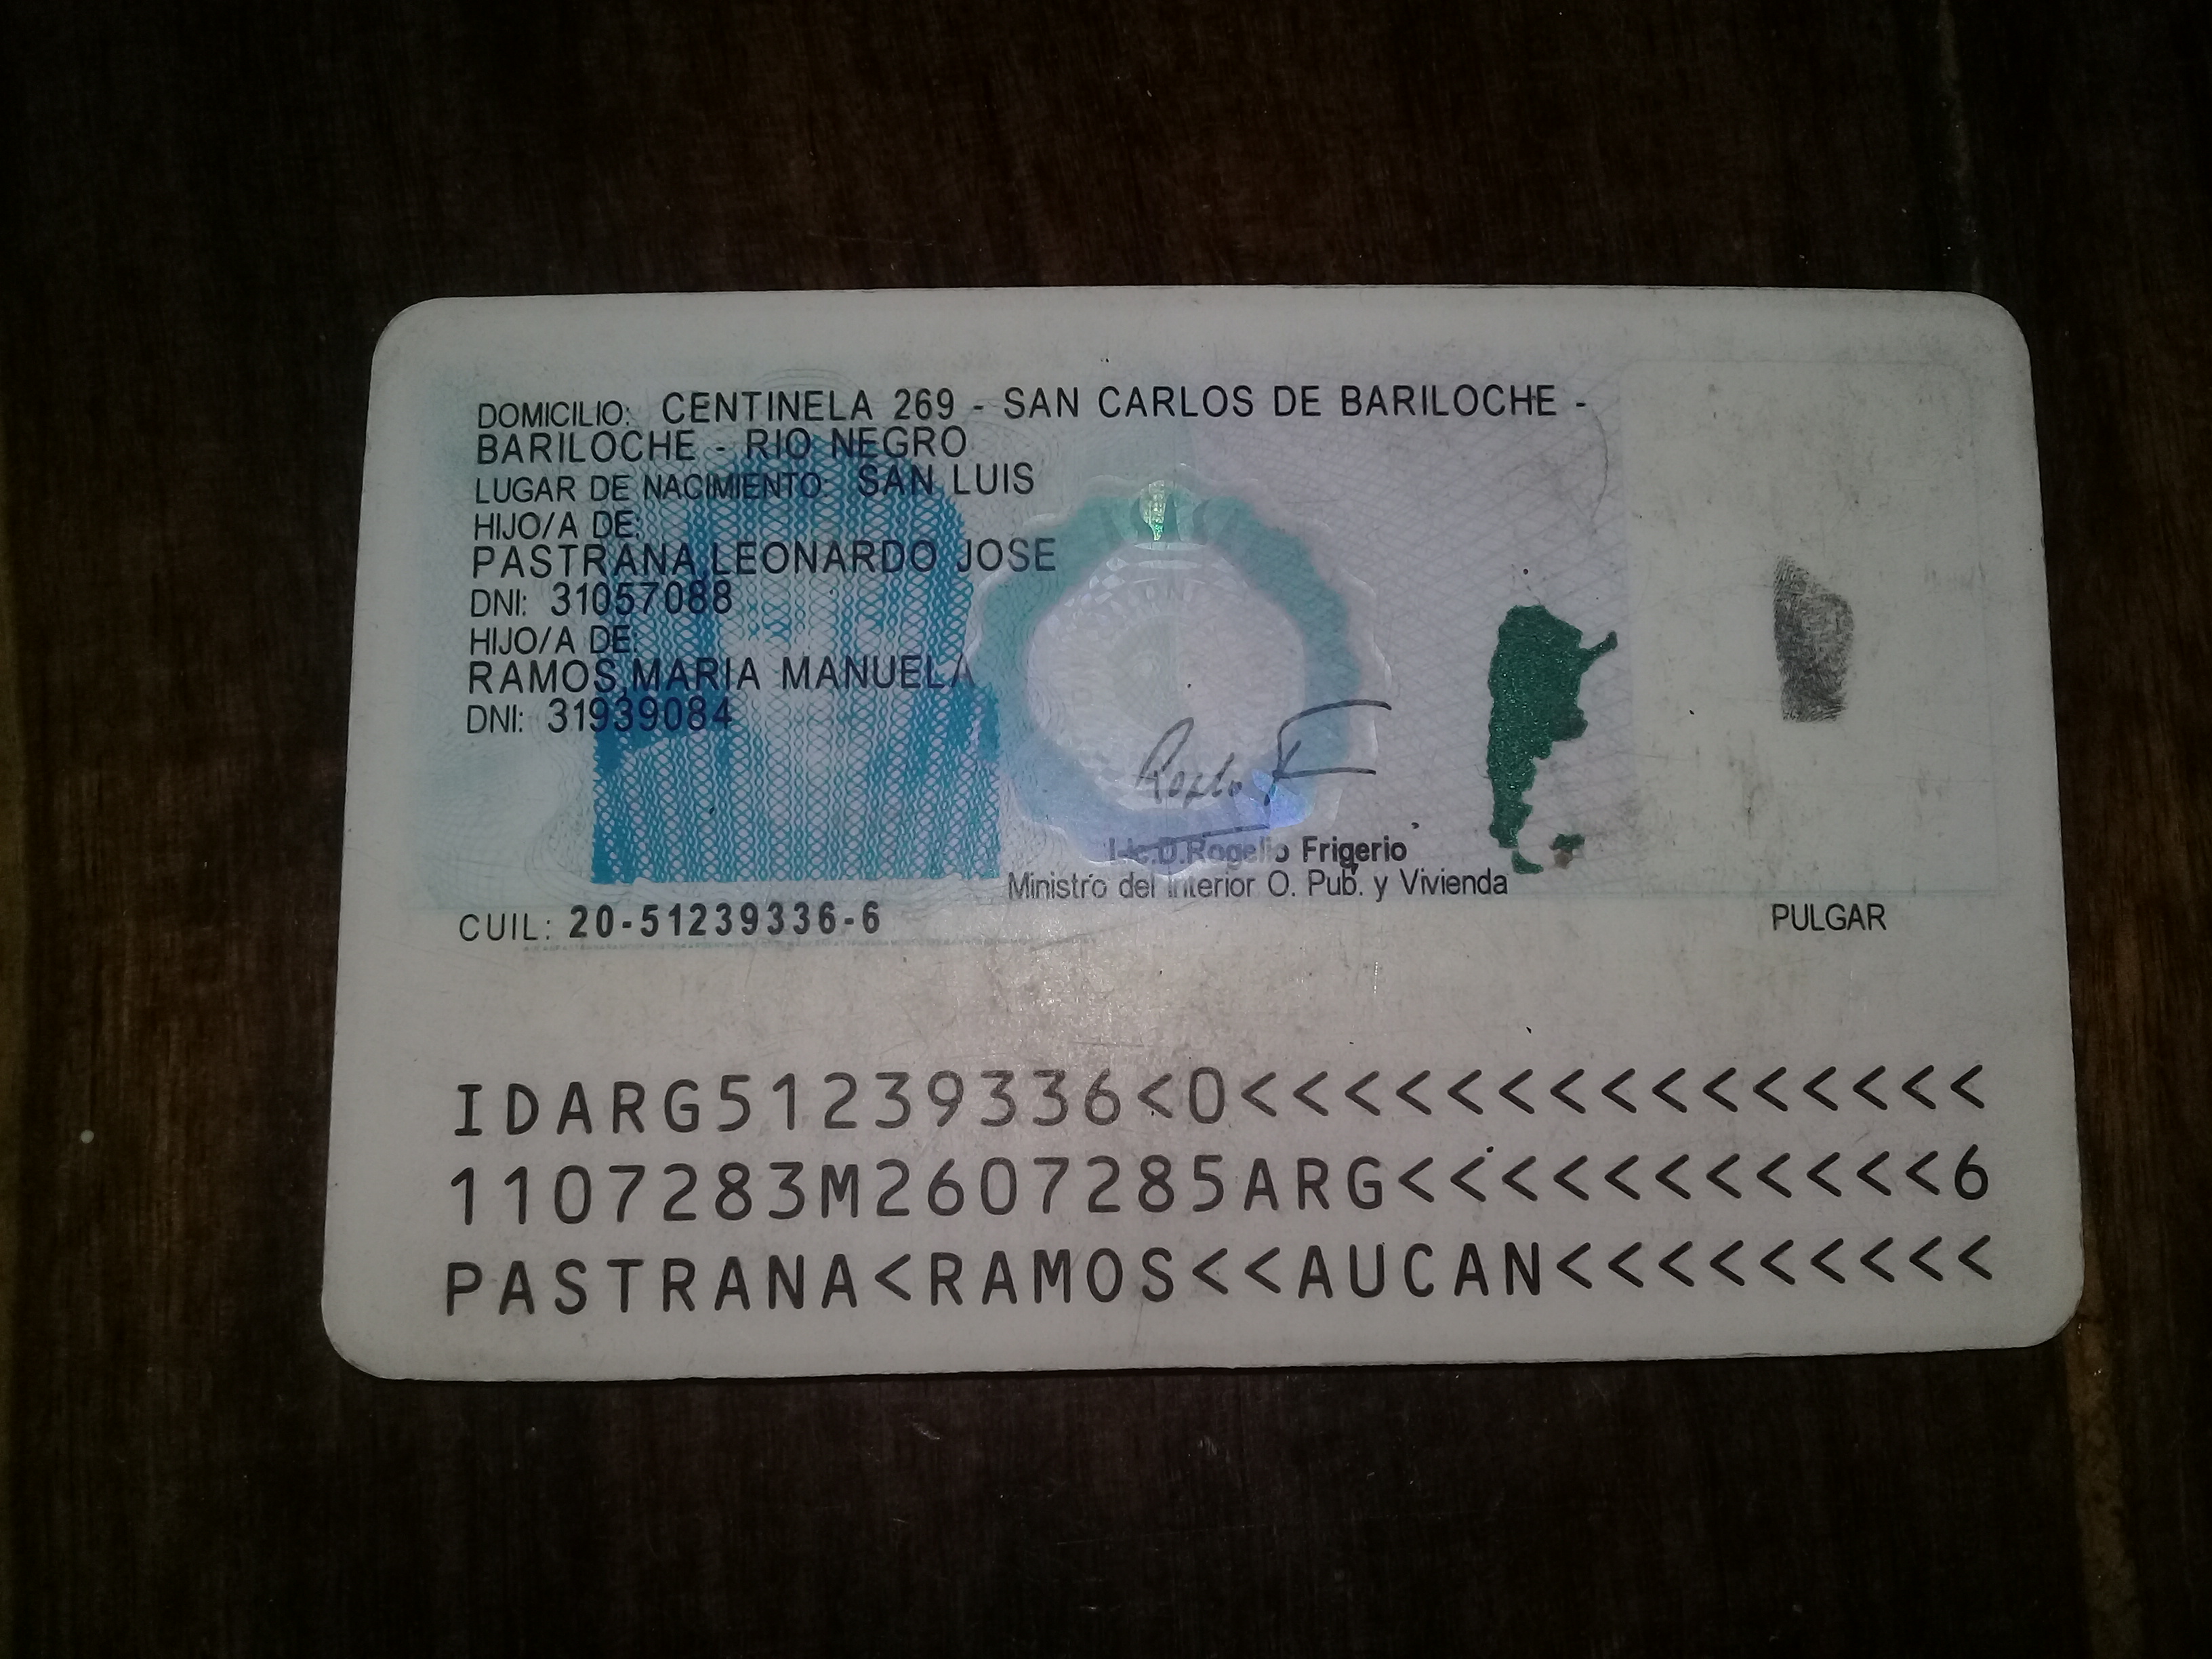 DOMICILIO: CENTINELA 269 - SAN CARLOS DE BARILOCHE -
BARILOCHE - RIO NEGRO
LUGAR DE NACIMIENTO: SAN LUIS
HIJO/A DE:
PASTRANA,LEONARDO JOSE
DNI: 31057088
HIJO/A DE:
RAMOS,MARIA MANUELA
DNI: 31939084
DNI
Lic.D.Rogelio Frigerio
Ministro del Interior O. Pub. y Vivienda
CUIL: 20-51239336-6
PULGAR
IDARG51239336<0<<<<<<<<<<<<<<<
1107283M2607285ARG<<<<<<<<<<<6
PASTRANA<RAMOS<<AUCAN<<<<<<<<<